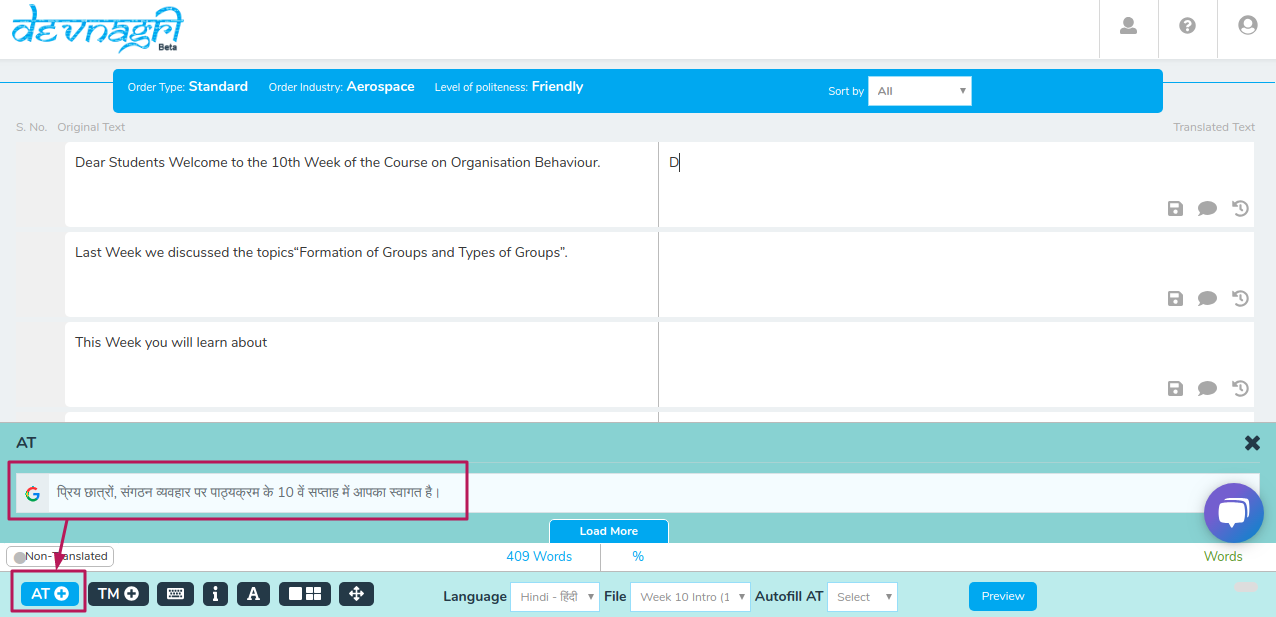 devnagri
Beta
Order Type: Standard Order Industry: Aerospace Level of politeness: Friendly Sort by All
S. No. Original Text Translated Text
Dear Students Welcome to the 10th Week of the Course on Organisation Behaviour. D
Last Week we discussed the topics“Formation of Groups and Types of Groups”.
This Week you will learn about
AT
प्रिय छात्रों, संगठन व्यवहार पर पाठ्यक्रम के 10 वें सप्ताह में आपका स्वागत है।
Load More
Non-Translated 409 Words % Words
AT TM i A Language Hindi - हिंदी File Week 10 Intro (1 Autofill AT Select Preview